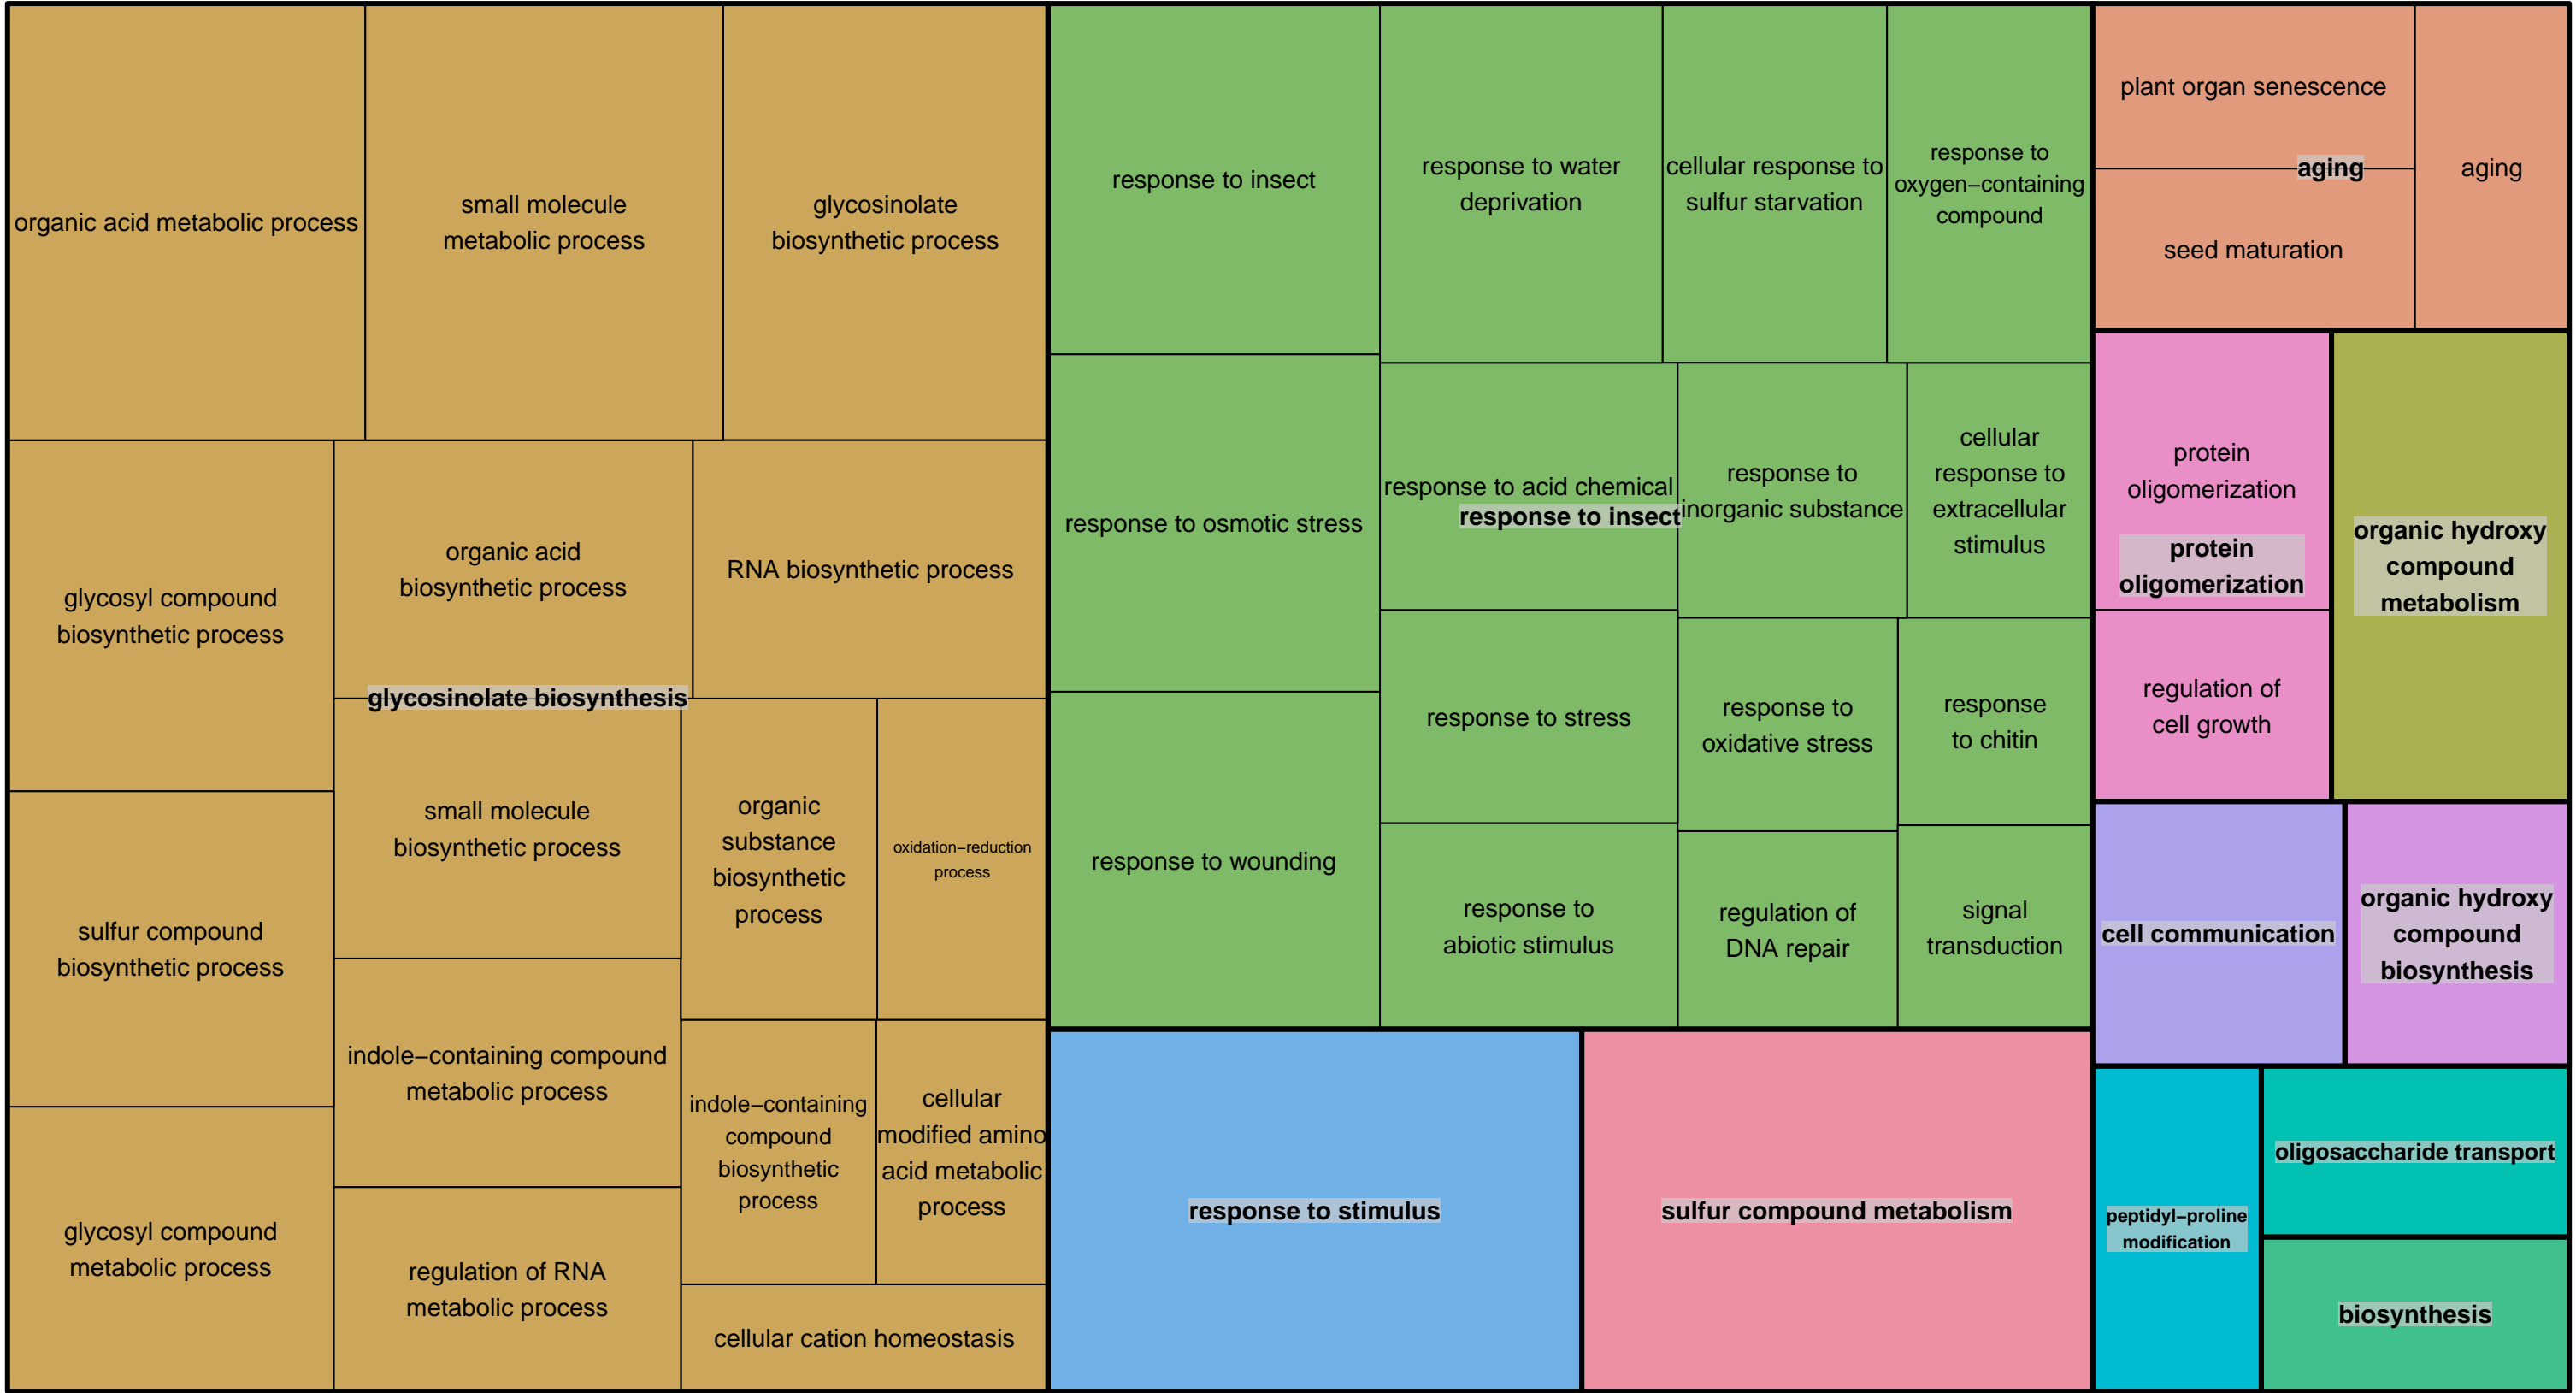 organic acid metabolic process
small molecule
metabolic process
glycosinolate
biosynthetic process
glycosyl compound
biosynthetic process
organic acid
biosynthetic process
RNA biosynthetic process
glycosinolate biosynthesis
sulfur compound
biosynthetic process
small molecule
biosynthetic process
organic
substance
biosynthetic
process
oxidation−reduction
process
indole−containing compound
metabolic process
glycosyl compound
metabolic process
regulation of RNA
metabolic process
indole−containing
compound
biosynthetic
process
cellular
modified amino
acid metabolic
process
cellular cation homeostasis
response to insect
response to water
deprivation
cellular response to
sulfur starvation
response to
oxygen−containing
compound
response to osmotic stress
response to acid chemical
response to insect
response to
inorganic substance
cellular
response to
extracellular
stimulus
response to wounding
response to stress
response to
oxidative stress
response
to chitin
response to
abiotic stimulus
regulation of
DNA repair
signal
transduction
response to stimulus
sulfur compound metabolism
plant organ senescence
aging
aging
seed maturation
protein
oligomerization
protein
oligomerization
regulation of
cell growth
organic hydroxy
compound
metabolism
cell communication
organic hydroxy
compound
biosynthesis
peptidyl−proline
modification
oligosaccharide transport
biosynthesis